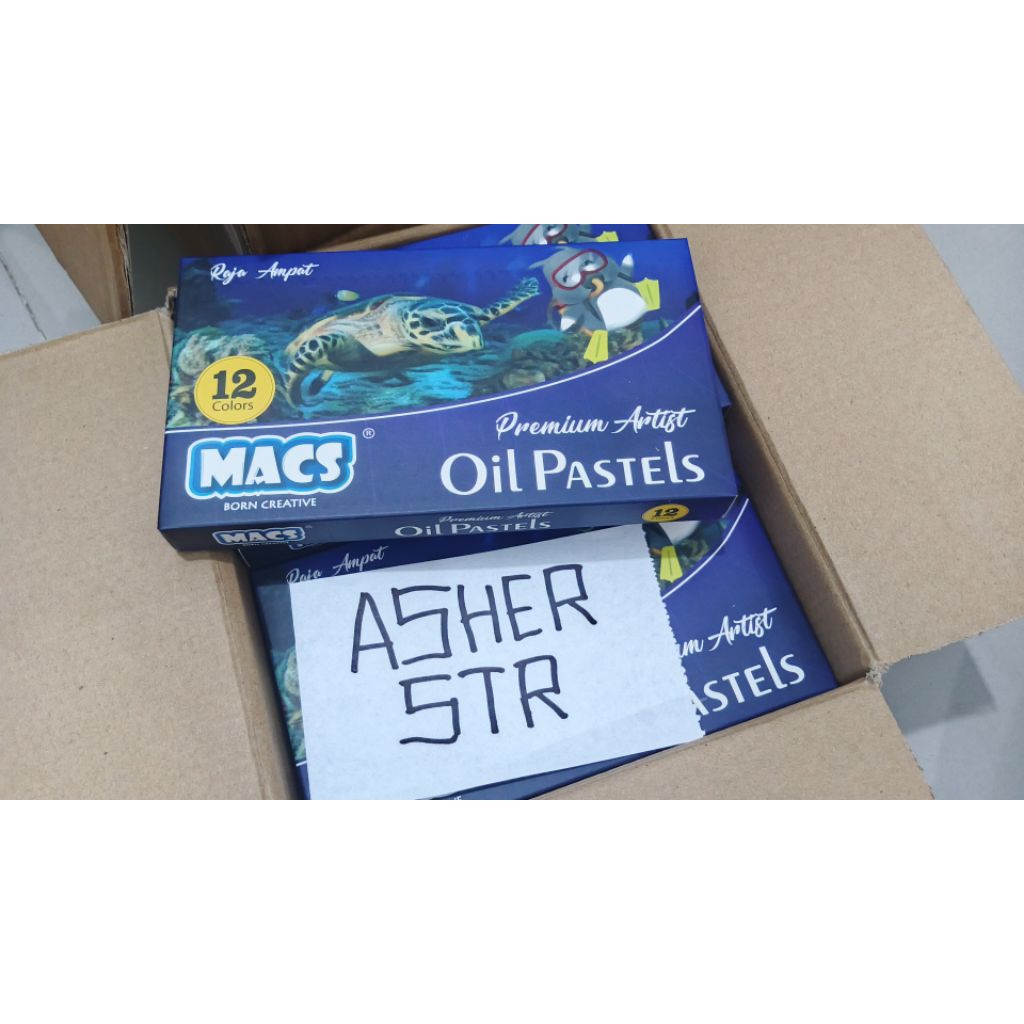 Raja Ampat
12
Colors
MACS®
BORN CREATIVE
Premium Artist
Oil PASTEls
MACS
Premium Artist
Oil PASTEls
12
Raja Ampat
ASHER
STR
um Artist
ASTEls